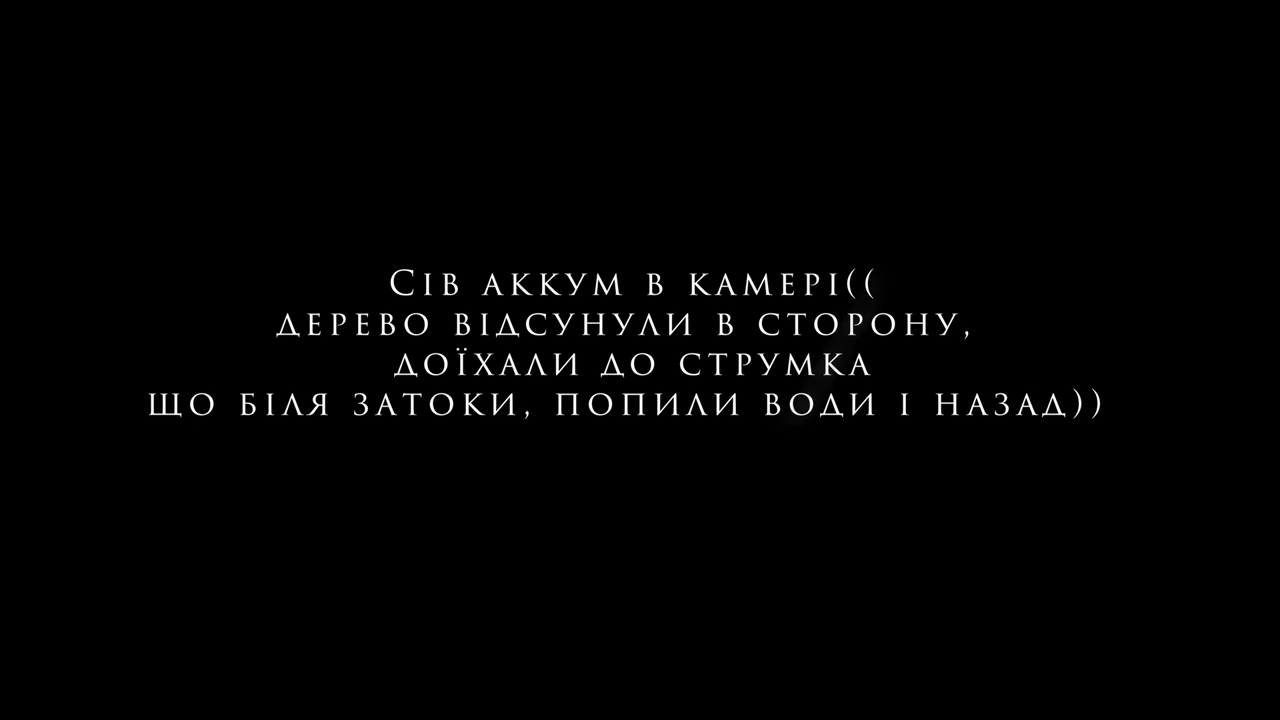 Сів аккум в камері((
дерево відсунули в сторону,
доїхали до струмка
що біля затоки, попили води і назад))